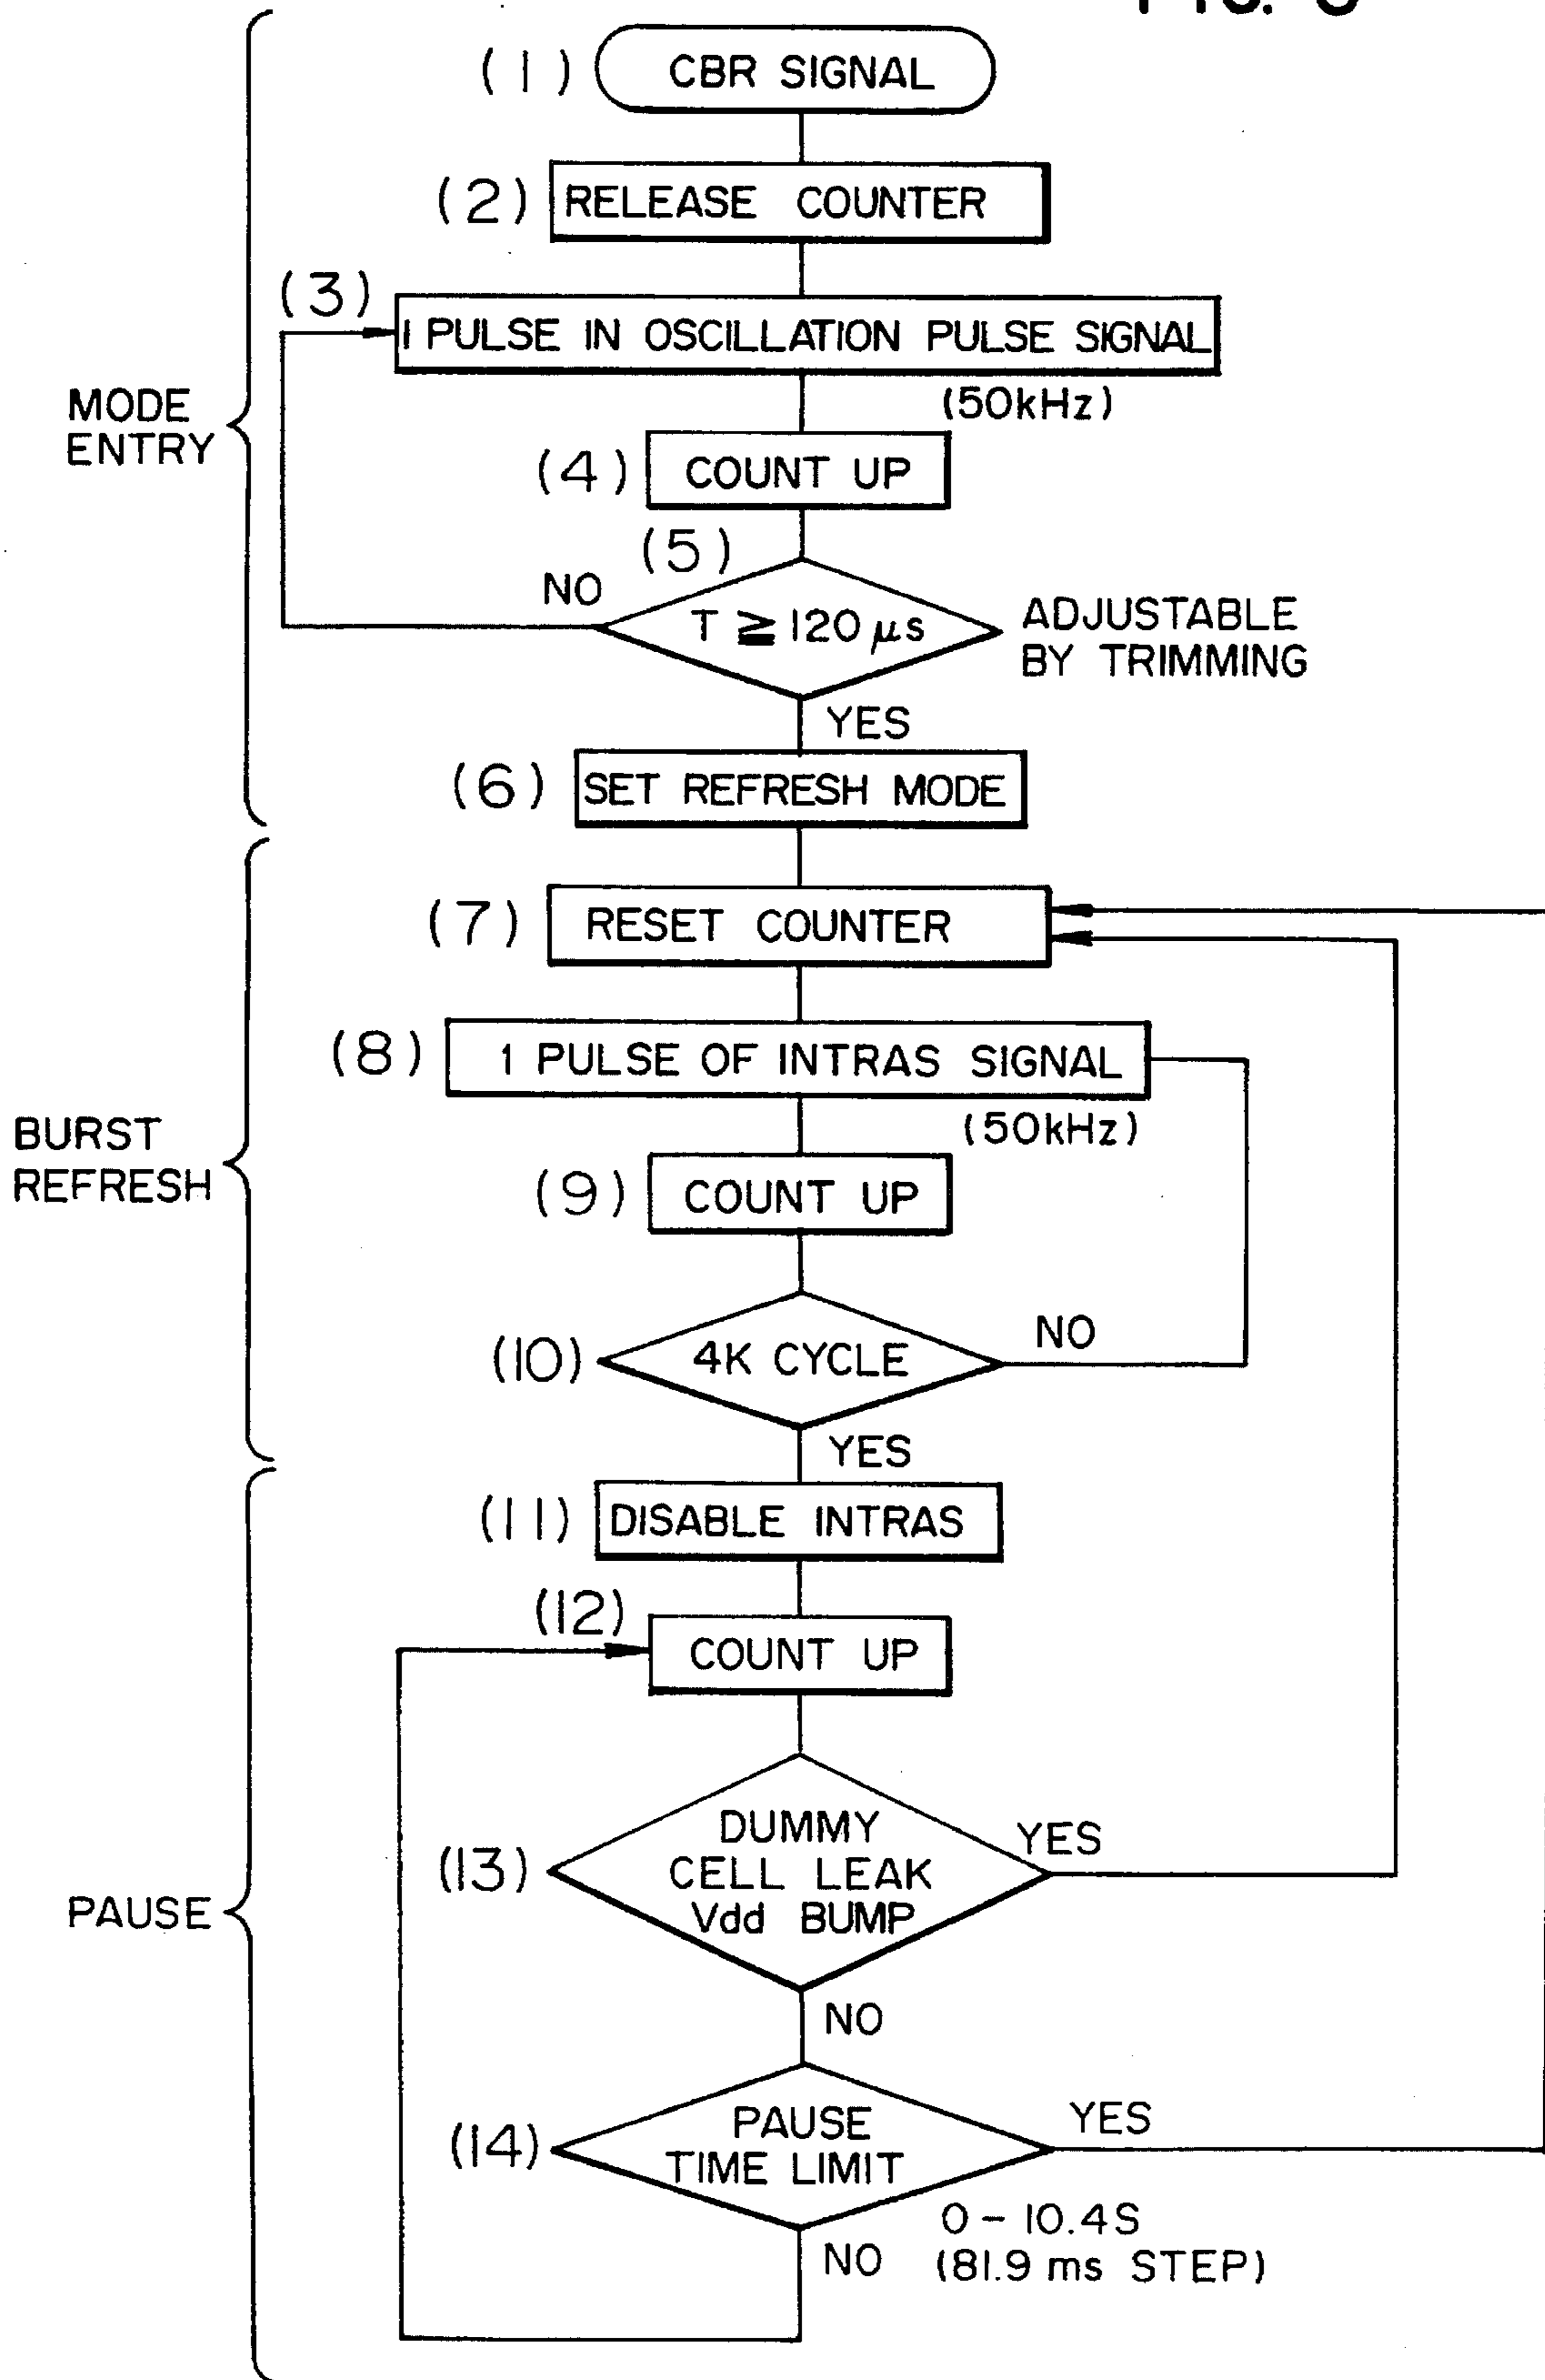 (1) CBR SIGNAL
(2) RELEASE COUNTER
(3)
1 PULSE IN OSCILLATION PULSE SIGNAL
(50kHz)
MODE
ENTRY
(4) COUNT UP
(5)
NO
T ≧ 120 μs
ADJUSTABLE
BY TRIMMING
YES
(6) SET REFRESH MODE
(7) RESET COUNTER
(8) 1 PULSE OF INTRAS SIGNAL
(50kHz)
BURST
REFRESH
(9) COUNT UP
(10) 4K CYCLE
NO
YES
(11) DISABLE INTRAS
(12)
COUNT UP
PAUSE
(13)
DUMMY
CELL LEAK
Vdd BUMP
YES
NO
(14)
PAUSE
TIME LIMIT
YES
0 - 10.4S
(81.9 ms STEP)
NO